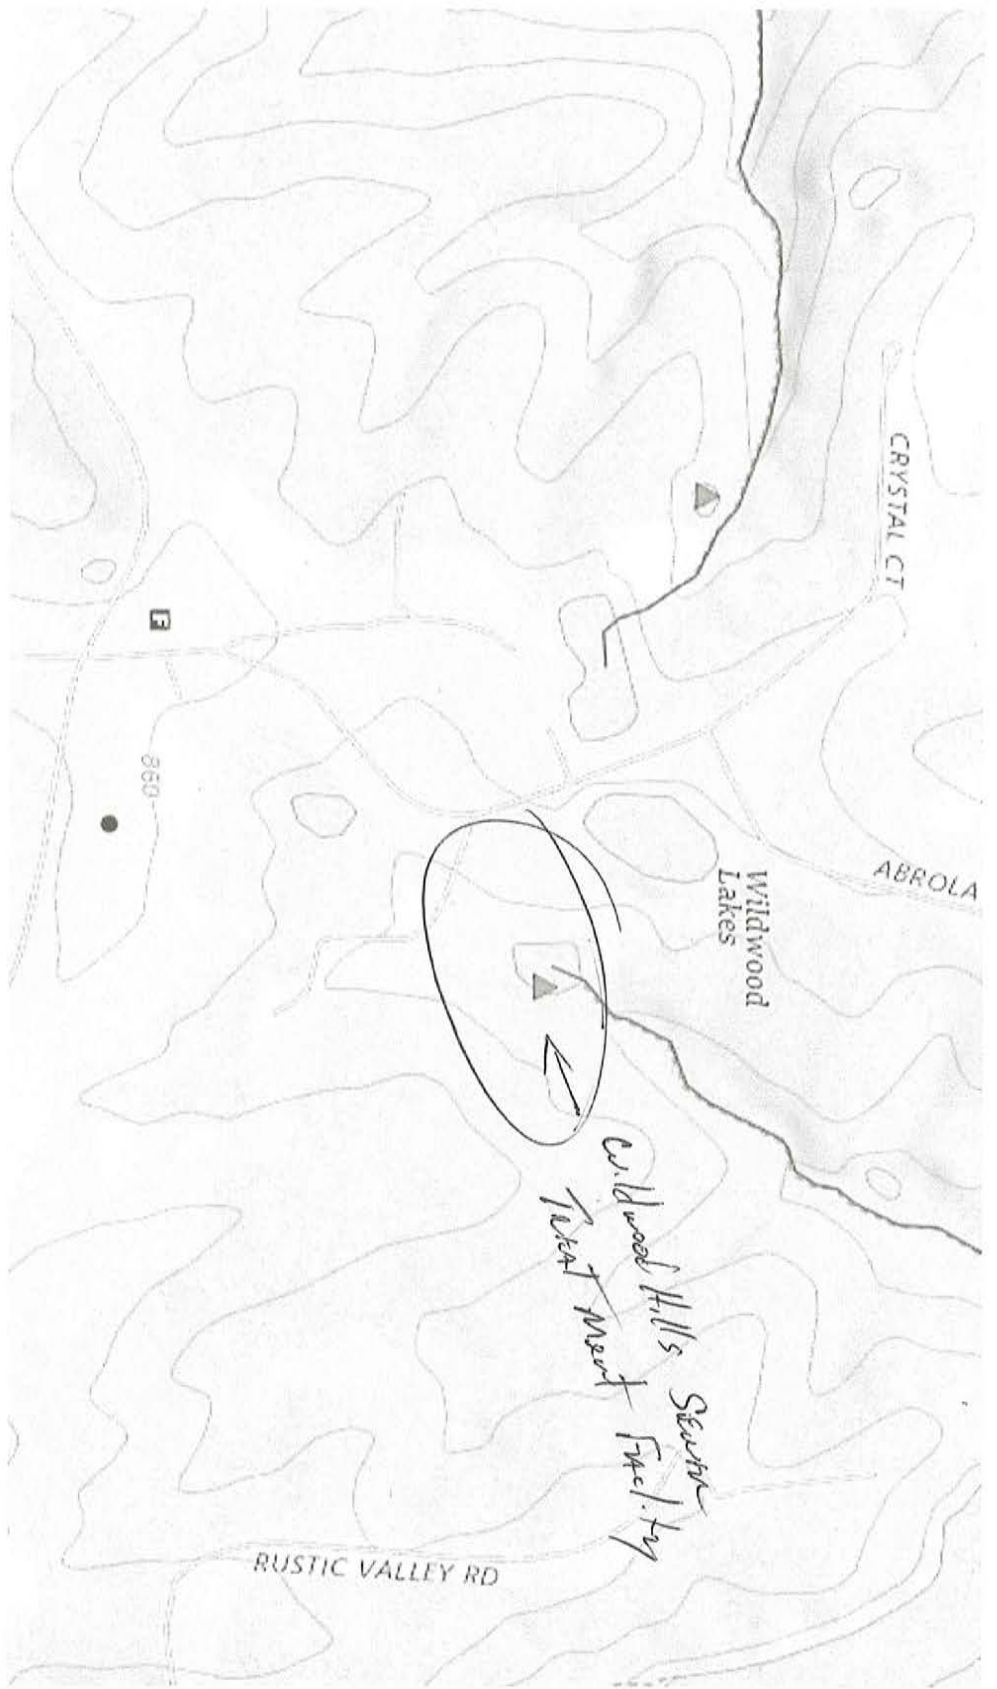 CRYSTAL CT
F
860
ABROLA
Wildwood
Lakes
Wildwood Hills Sewer
Treatment Facility
RUSTIC VALLEY RD